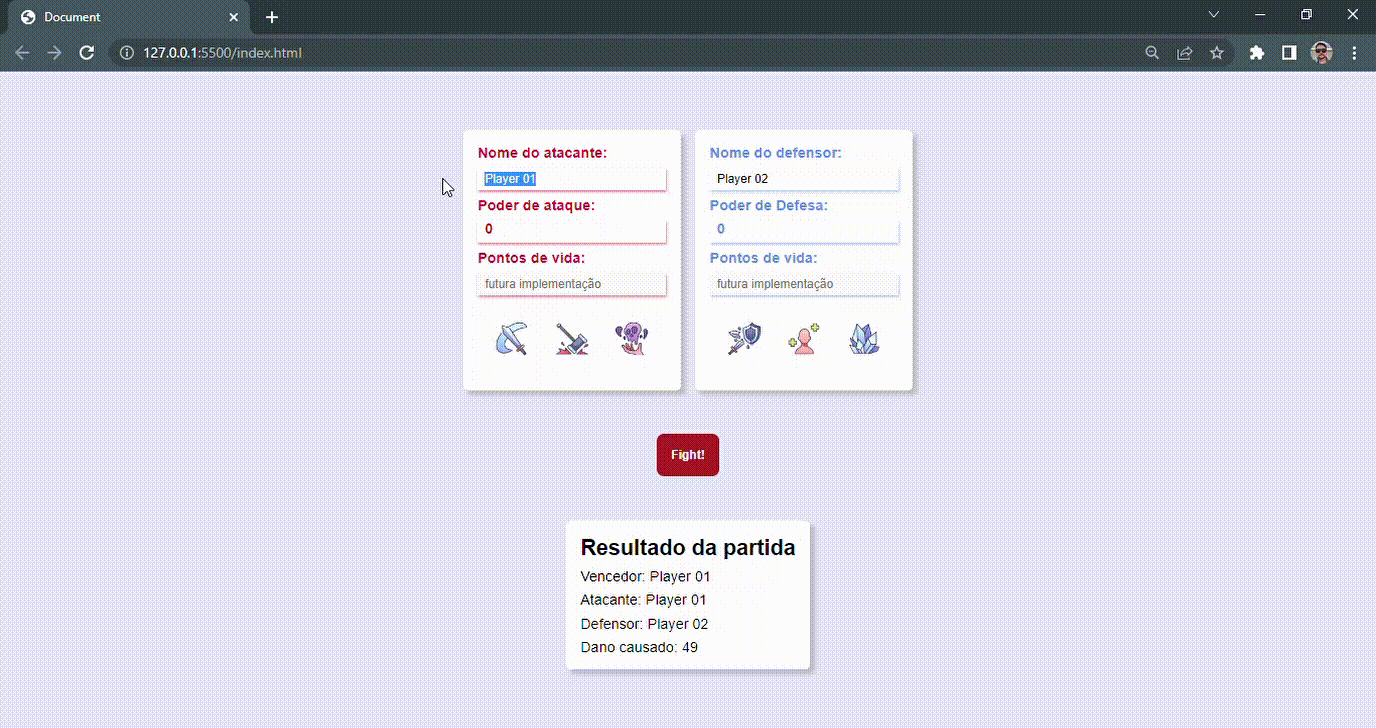 Document
127.0.0.1:5500/index.html
Nome do atacante:
Player 01
Poder de ataque:
0
Pontos de vida:
futura implementação
Nome do defensor:
Player 02
Poder de Defesa:
0
Pontos de vida:
futura implementação
Fight!
Resultado da partida
Vencedor: Player 01
Atacante: Player 01
Defensor: Player 02
Dano causado: 49